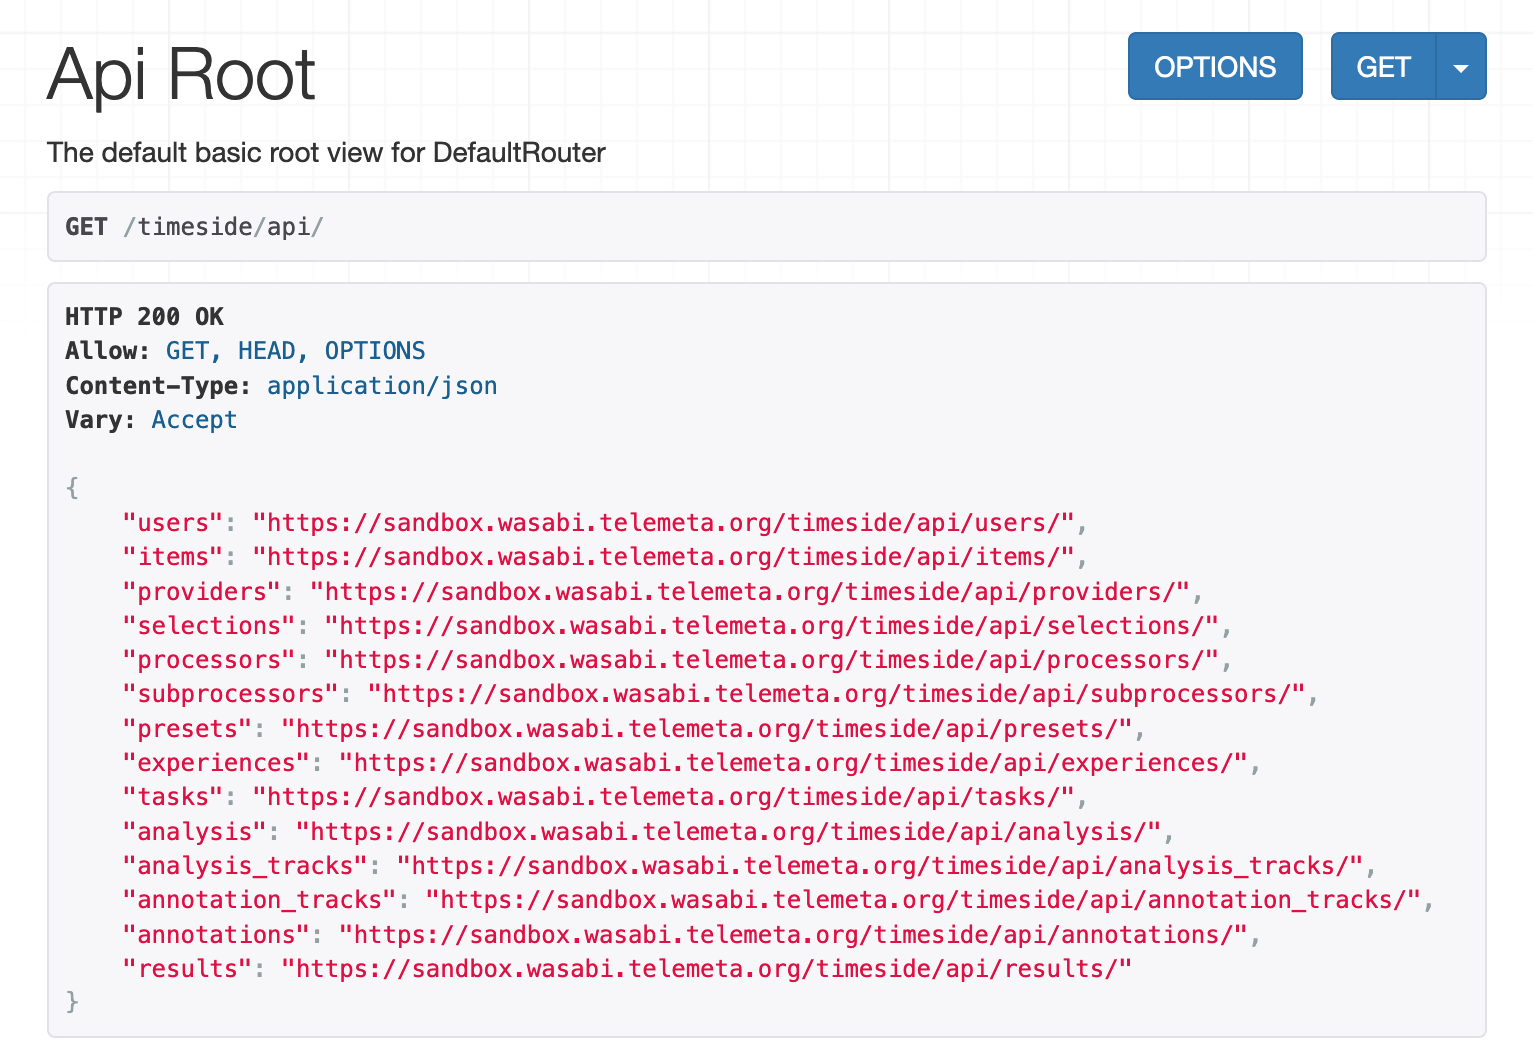 Api Root
OPTIONS
GET
The default basic root view for DefaultRouter
GET /timeside/api/
HTTP 200 OK
Allow: GET, HEAD, OPTIONS
Content-Type: application/json
Vary: Accept
{
    "users": "https://sandbox.wasabi.telemeta.org/timeside/api/users/",
    "items": "https://sandbox.wasabi.telemeta.org/timeside/api/items/",
    "providers": "https://sandbox.wasabi.telemeta.org/timeside/api/providers/",
    "selections": "https://sandbox.wasabi.telemeta.org/timeside/api/selections/",
    "processors": "https://sandbox.wasabi.telemeta.org/timeside/api/processors/",
    "subprocessors": "https://sandbox.wasabi.telemeta.org/timeside/api/subprocessors/",
    "presets": "https://sandbox.wasabi.telemeta.org/timeside/api/presets/",
    "experiences": "https://sandbox.wasabi.telemeta.org/timeside/api/experiences/",
    "tasks": "https://sandbox.wasabi.telemeta.org/timeside/api/tasks/",
    "analysis": "https://sandbox.wasabi.telemeta.org/timeside/api/analysis/",
    "analysis_tracks": "https://sandbox.wasabi.telemeta.org/timeside/api/analysis_tracks/",
    "annotation_tracks": "https://sandbox.wasabi.telemeta.org/timeside/api/annotation_tracks/",
    "annotations": "https://sandbox.wasabi.telemeta.org/timeside/api/annotations/",
    "results": "https://sandbox.wasabi.telemeta.org/timeside/api/results/"
}